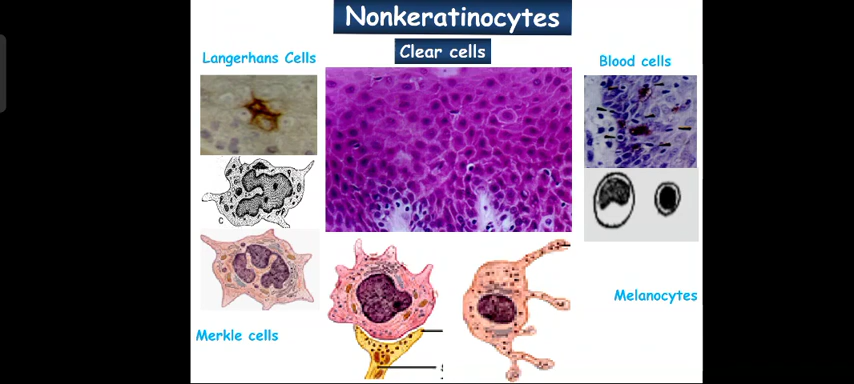 Nonkeratinocytes
Clear cells
Langerhans Cells
Blood cells
C
Melanocytes
Merkle cells